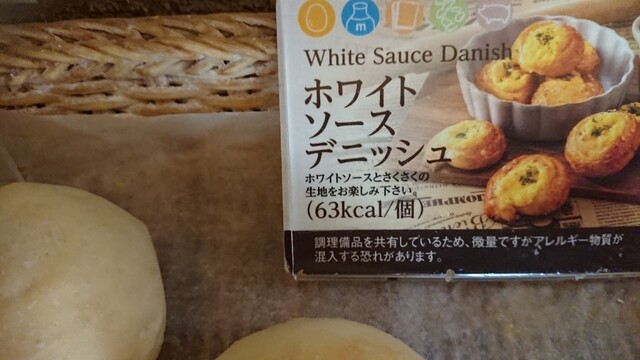 m
White Sauce Danish
ホワイト
ソース
デニッシュ
ホワイトソースとさくさくの
生地をお楽しみ下さい。
(63kcal/個)
調理備品を共有しているため、微量ですがアレルギー物質が
混入する恐れがあります。